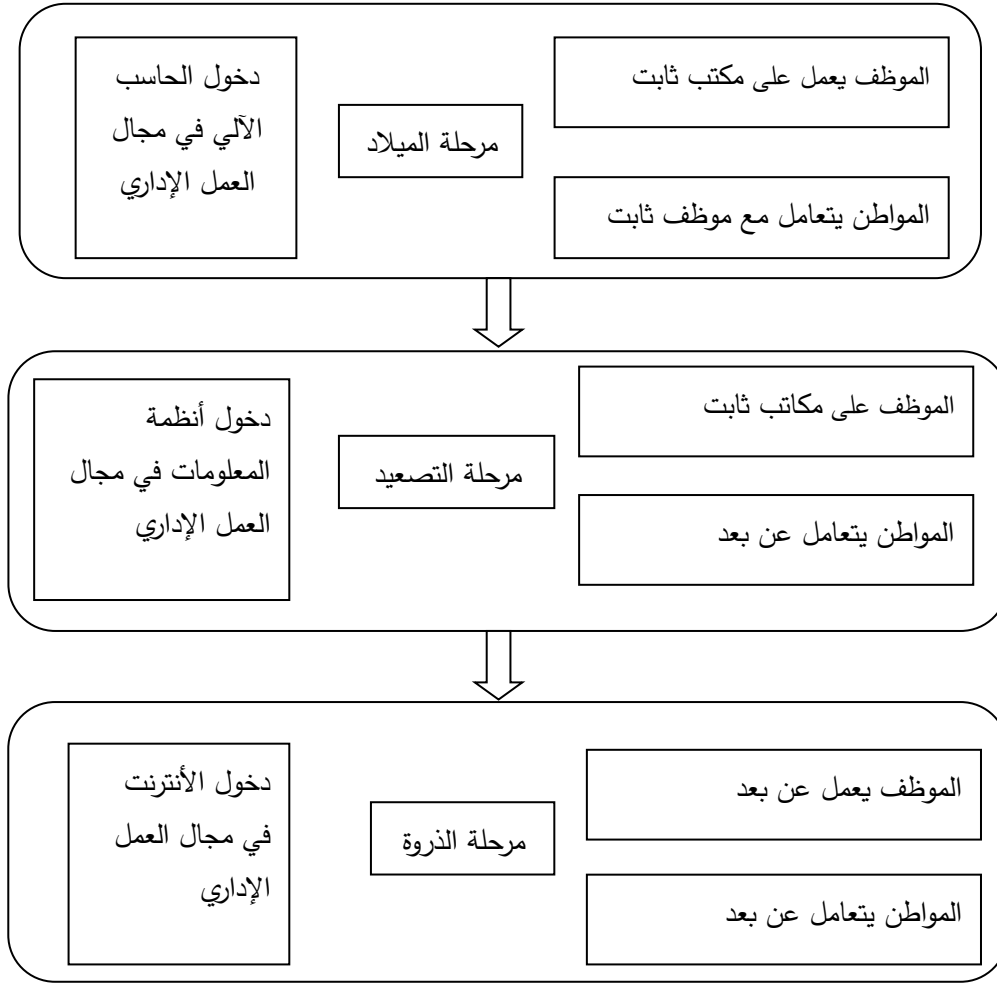 الموظف يعمل على مكتب ثابت
المواطن يتعامل مع موظف ثابت
مرحلة الميلاد
دخول الحاسب
الآلي في مجال
العمل الإداري
الموظف على مكاتب ثابت
المواطن يتعامل عن بعد
مرحلة التصعيد
دخول أنظمة
المعلومات في مجال
العمل الإداري
الموظف يعمل عن بعد
المواطن يتعامل عن بعد
مرحلة الذروة
دخول الأنترنت
في مجال العمل
الإداري